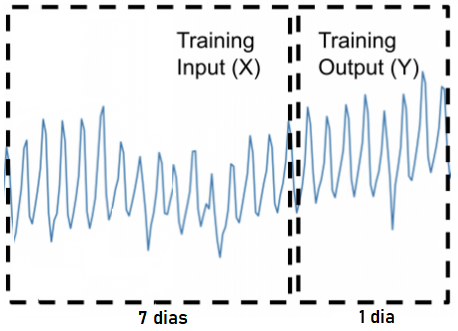 Training
Input (X)
Training
Output (Y)
7 dias
1 dia